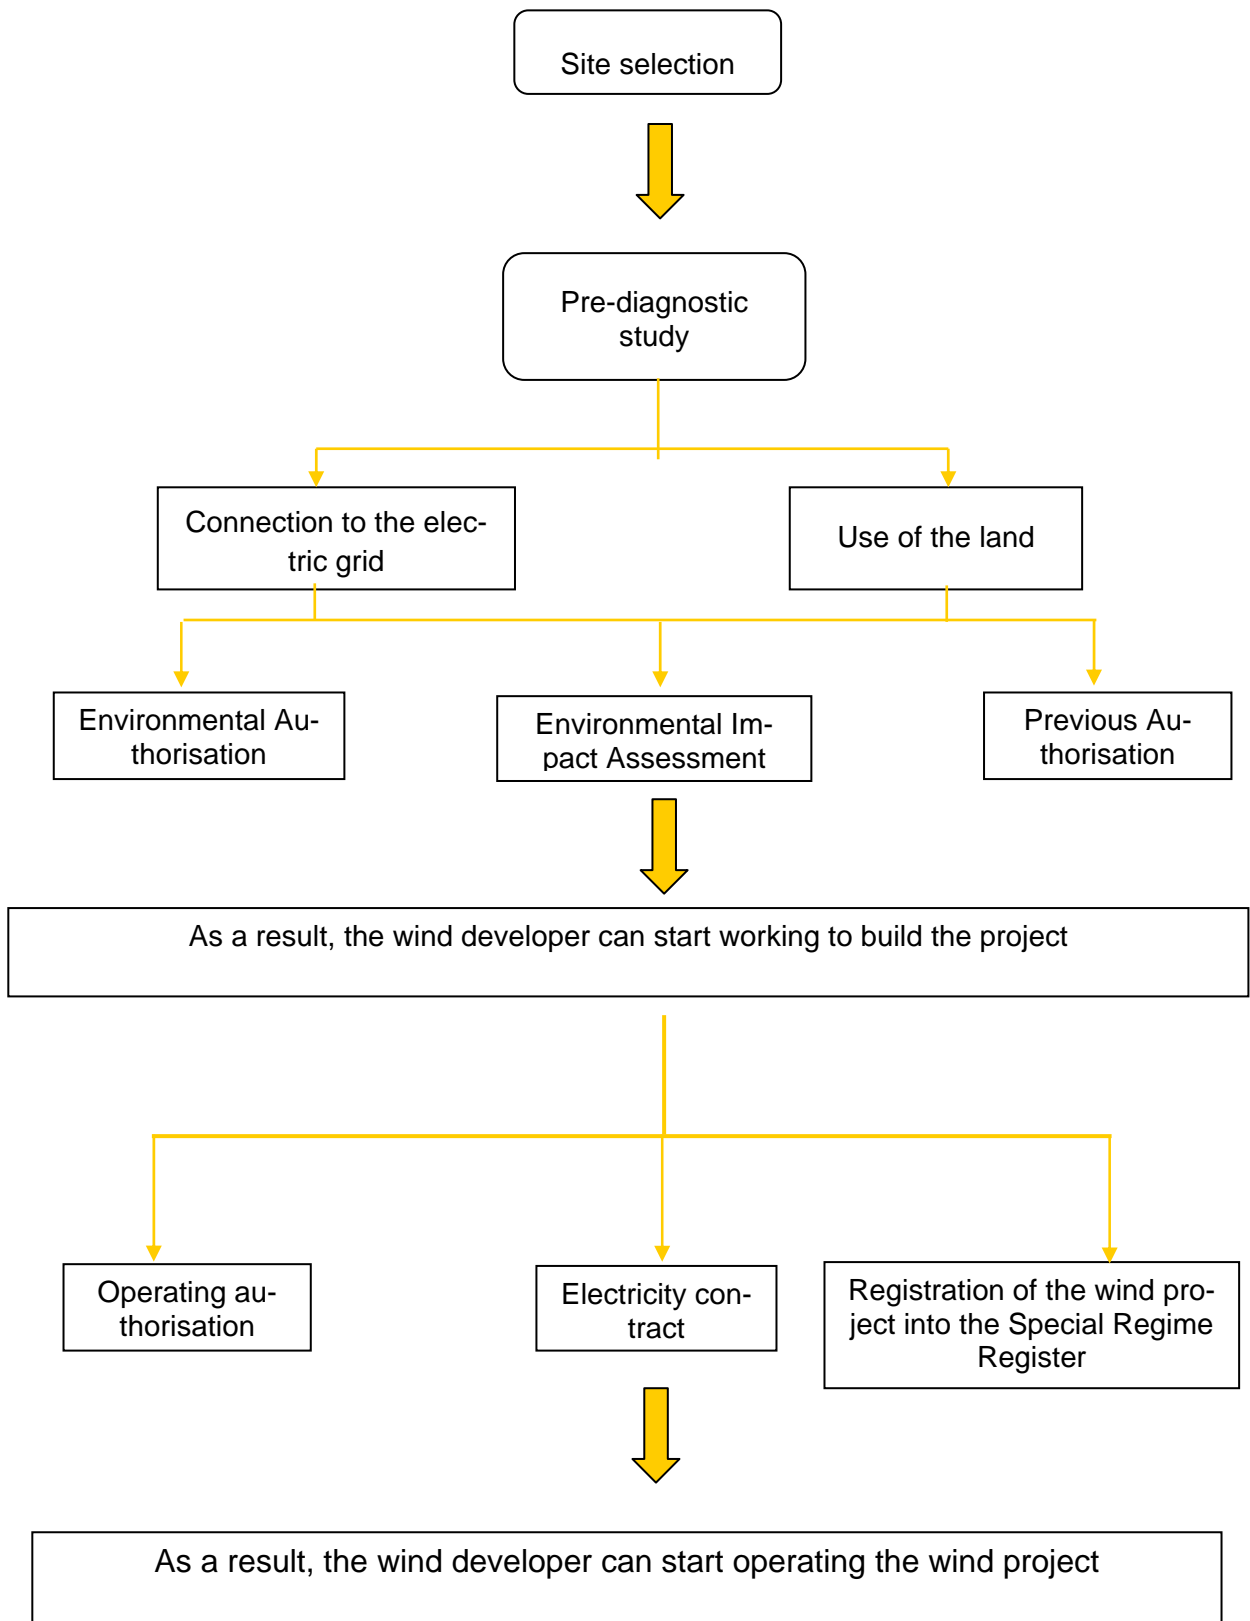 Site selection
Pre-diagnostic
study
Connection to the elec-
tric grid
Use of the land
Environmental Au-
thorisation
Environmental Im-
pact Assessment
Previous Au-
thorisation
As a result, the wind developer can start working to build the project
Operating au-
thorisation
Electricity con-
tract
Registration of the wind pro-
ject into the Special Regime
Register
As a result, the wind developer can start operating the wind project